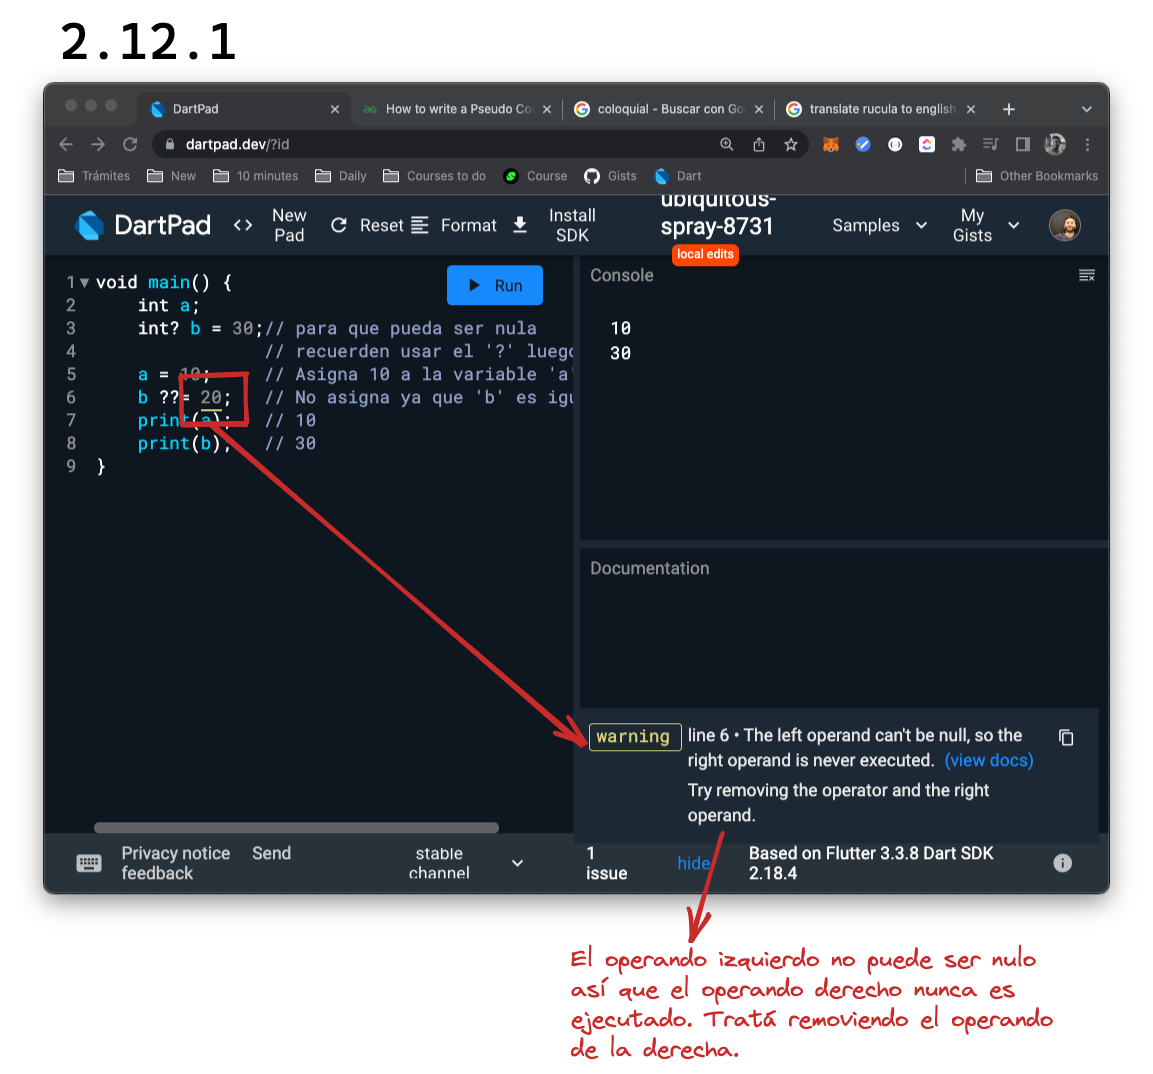 2.12.1
DartPad
How to write a Pseudo Co
coloquial - Buscar con Go
translate rucula to english
dartpad.dev/?id
Trámites
New
10 minutes
Daily
Courses to do
Course
Gists
Dart
Other Bookmarks
DartPad
<> New Pad
Reset
Format
Install SDK
ubiquitous-
spray-8731
local edits
Samples
My Gists
1 void main() {
2 int a;
3 int? b = 30;// para que pueda ser nula
4 // recuerden usar el '?' luego
5 a = 10; // Asigna 10 a la variable 'a'
6 b ??= 20; // No asigna ya que 'b' es igu
7 print(a); // 10
8 print(b); // 30
9 }
Run
Console
10
30
Documentation
warning
line 6 • The left operand can't be null, so the
right operand is never executed. (view docs)
Try removing the operator and the right
operand.
Privacy notice
feedback
Send
stable
channel
1
issue
hide
Based on Flutter 3.3.8 Dart SDK
2.18.4
El operando izquierdo no puede ser nulo
así que el operando derecho nunca es
ejecutado. Tratá removiendo el operando
de la derecha.